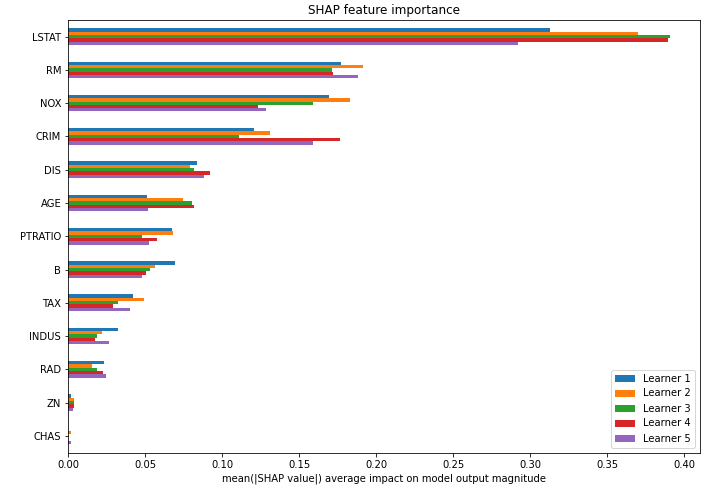 SHAP feature importance
LSTAT
RM
NOX
CRIM
DIS
AGE
PTRATIO
B
TAX
INDUS
RAD
ZN
CHAS
Learner 1
Learner 2
Learner 3
Learner 4
Learner 5
0.00 0.05 0.10 0.15 0.20 0.25 0.30 0.35 0.40
mean(|SHAP value|) average impact on model output magnitude